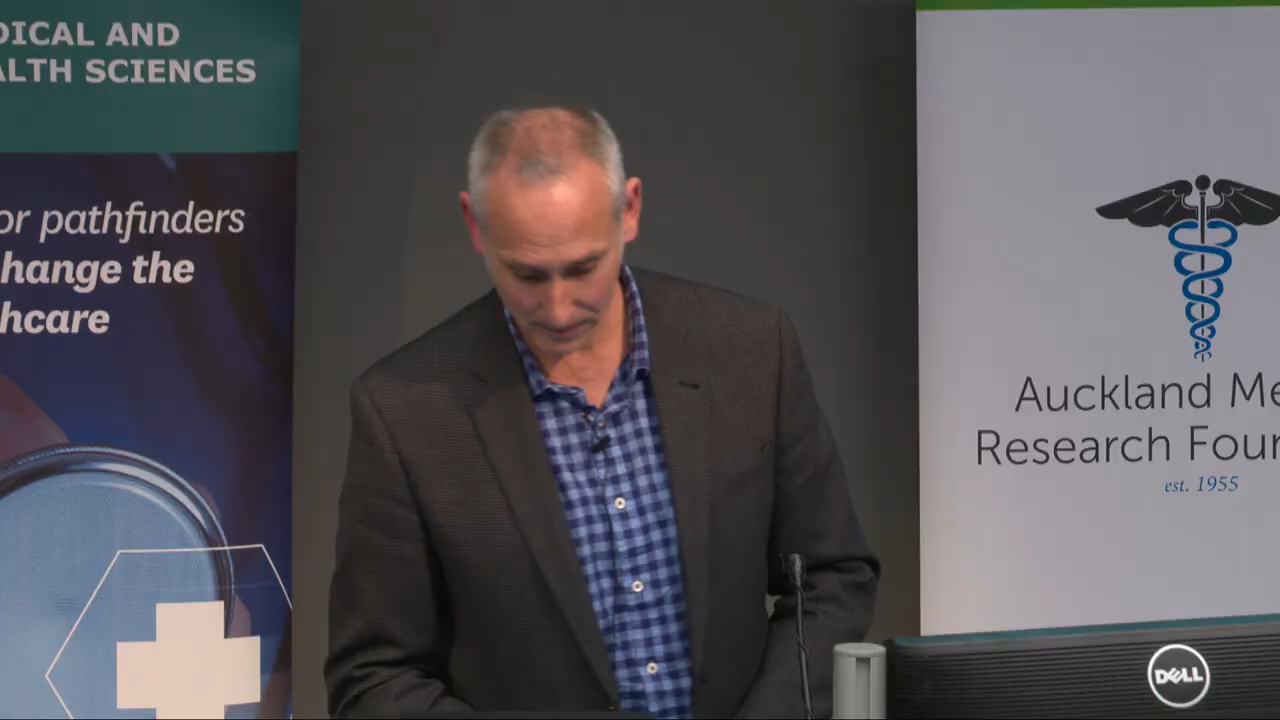 DICAL AND
ALTH SCIENCES
or pathfinders
hange the
hcare
Auckland Me
Research Foun
est. 1955
DELL